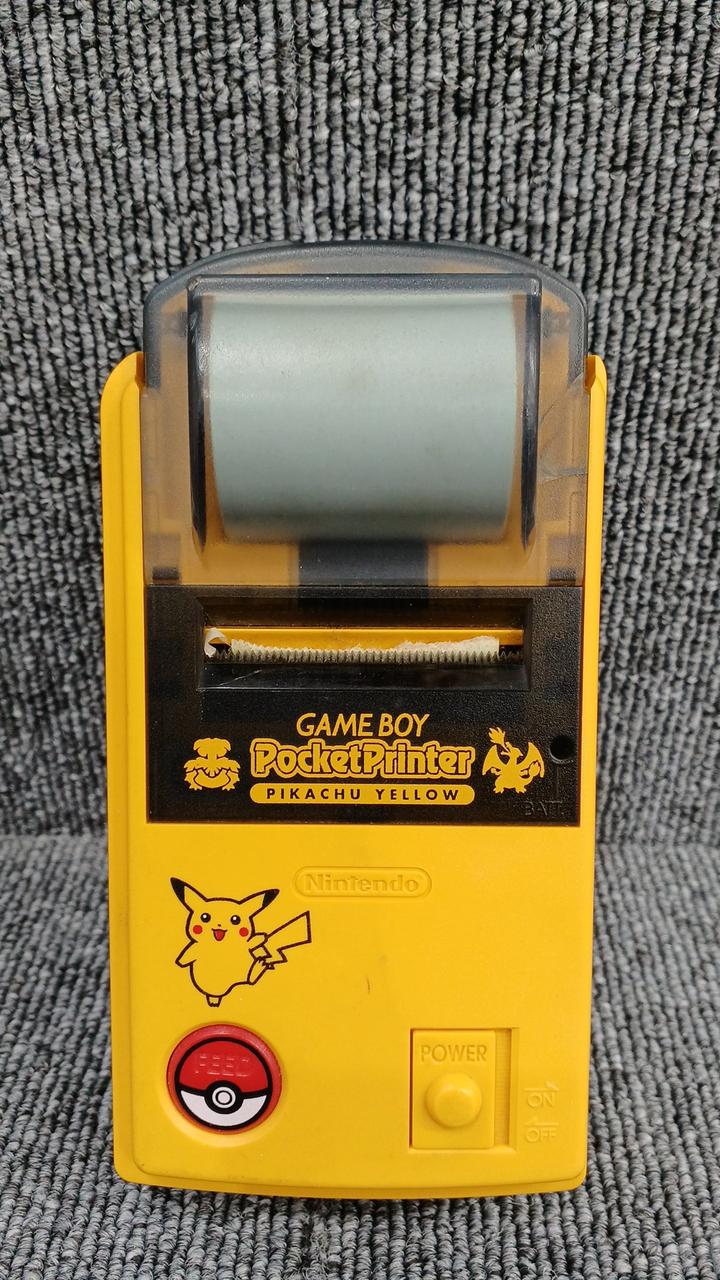 GAME BOY
PocketPrinter
PIKACHU YELLOW
BATT.
Nintendo
FEED
POWER
ON
OFF